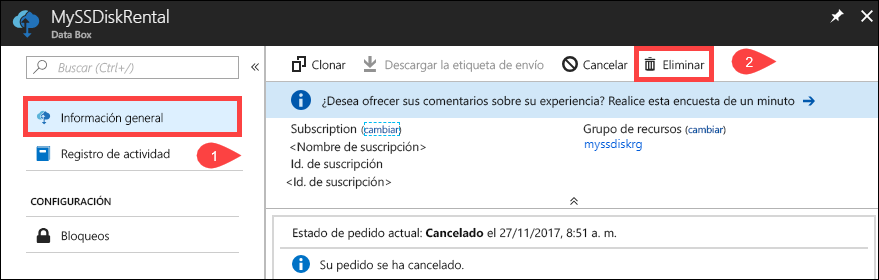 MySSDiskRental
Data Box
Buscar (Ctrl+/)
Información general
1
Registro de actividad
CONFIGURACIÓN
Bloqueos
Clonar
Descargar la etiqueta de envío
Cancelar
Eliminar
2
¿Desea ofrecer sus comentarios sobre su experiencia? Realice esta encuesta de un minuto →
Subscription (cambiar)
<Nombre de suscripción>
Id. de suscripción
<Id. de suscripción>
Grupo de recursos (cambiar)
myssdiskrg
Estado de pedido actual: Cancelado el 27/11/2017, 8:51 a. m.
Su pedido se ha cancelado.